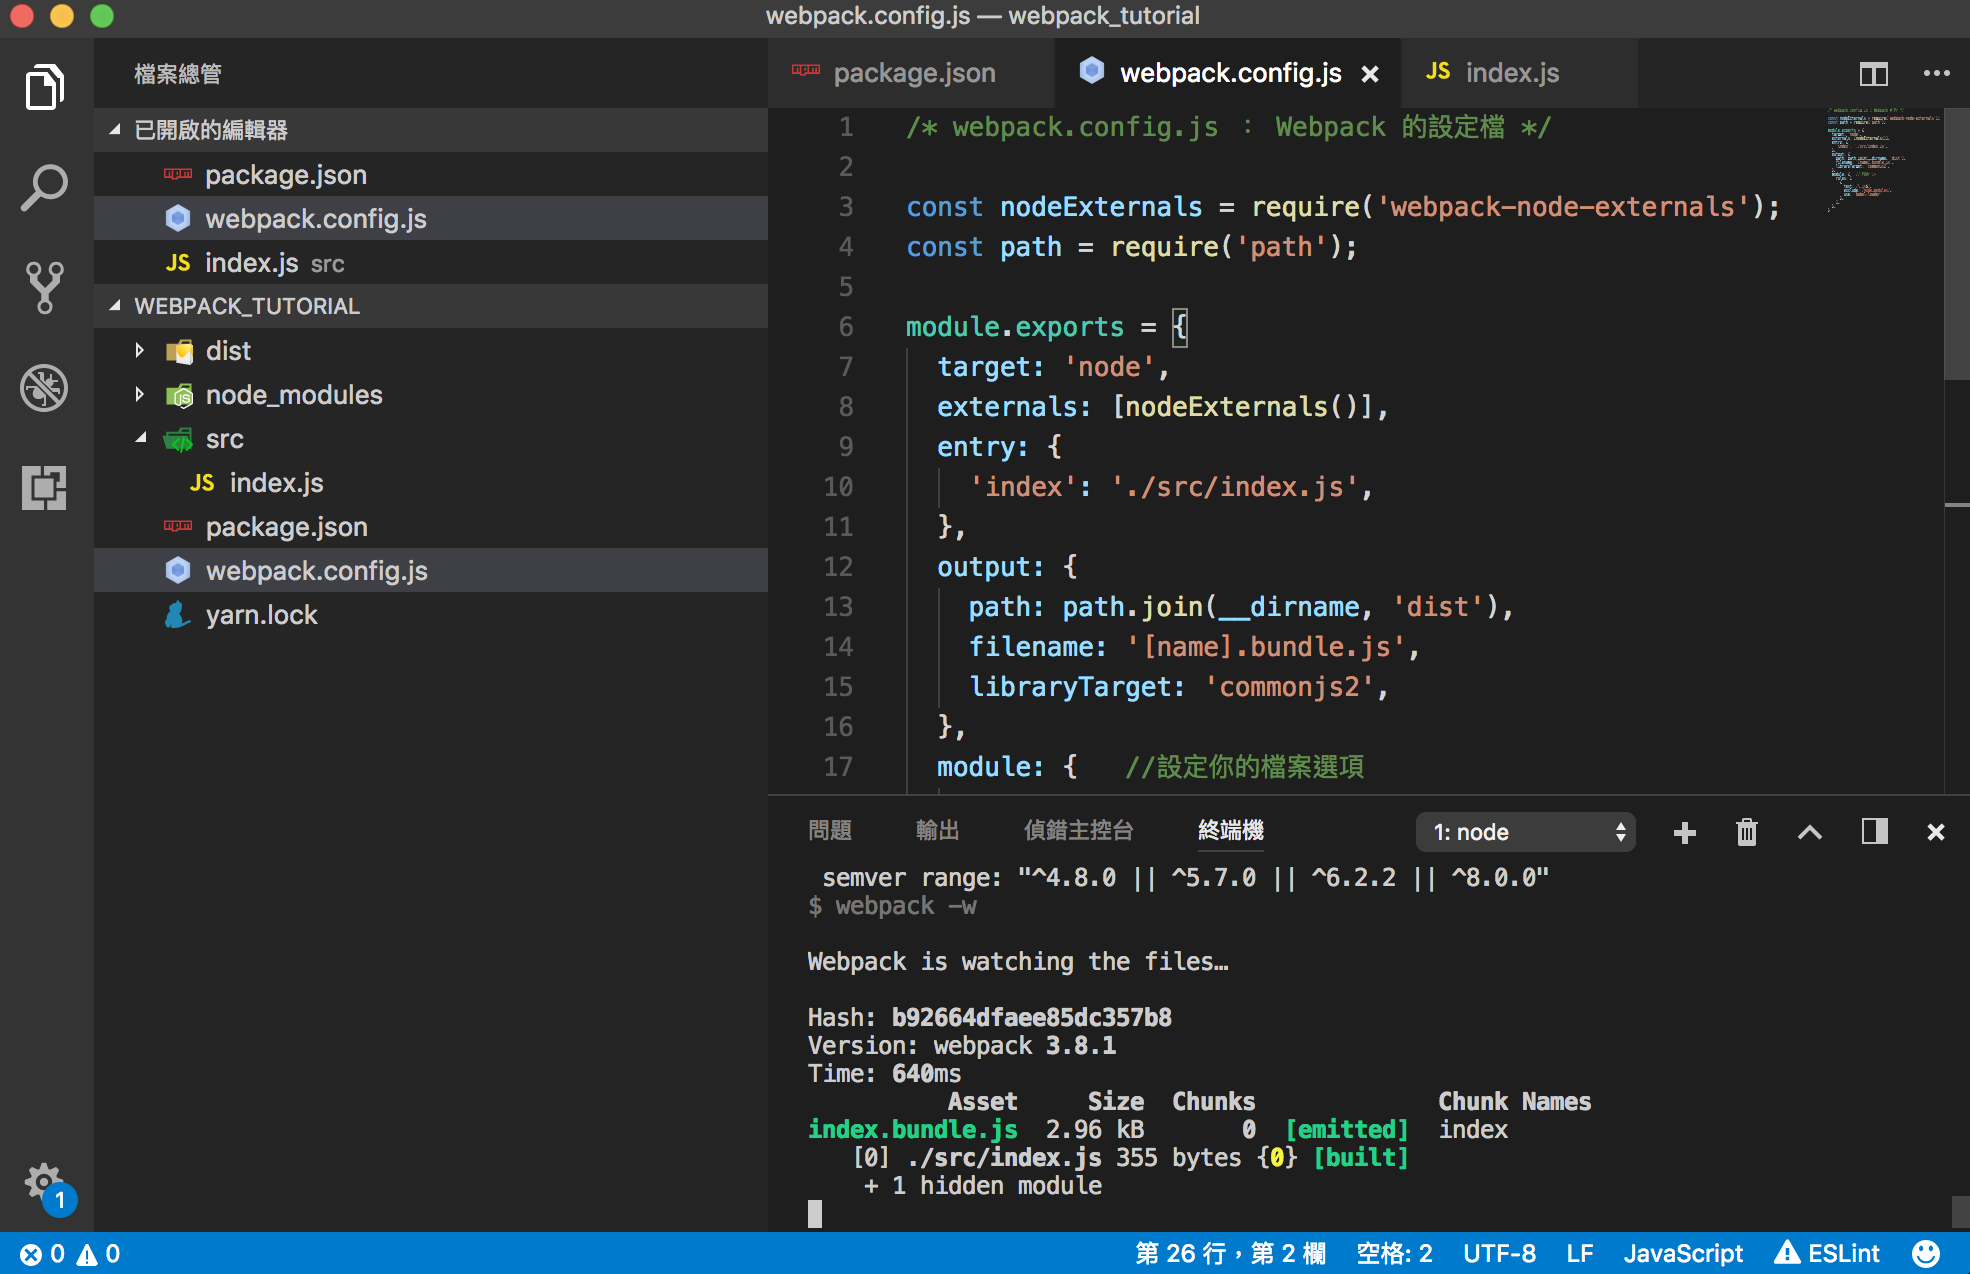 webpack.config.js — webpack_tutorial
檔案總管
已開啟的編輯器
package.json
webpack.config.js
JS index.js src
WEBPACK_TUTORIAL
dist
node_modules
src
JS index.js
package.json
webpack.config.js
yarn.lock
1
package.json webpack.config.js JS index.js
1 /* webpack.config.js : Webpack 的設定檔 */
2
3 const nodeExternals = require('webpack-node-externals');
4 const path = require('path');
5
6 module.exports = {
7 target: 'node',
8 externals: [nodeExternals()],
9 entry: {
10 'index': './src/index.js',
11 },
12 output: {
13 path: path.join(__dirname, 'dist'),
14 filename: '[name].bundle.js',
15 libraryTarget: 'commonjs2',
16 },
17 module: { //設定你的檔案選項
問題 輸出 偵錯主控台 終端機 1: node
semver range: "^4.8.0 || ^5.7.0 || ^6.2.2 || ^8.0.0"
$ webpack -w
Webpack is watching the files…
Hash: b92664dfaee85dc357b8
Version: webpack 3.8.1
Time: 640ms
Asset Size Chunks Chunk Names
index.bundle.js 2.96 kB 0 [emitted] index
[0] ./src/index.js 355 bytes {0} [built]
+ 1 hidden module
0 0 第 26 行，第 2 欄 空格: 2 UTF-8 LF JavaScript ESLint